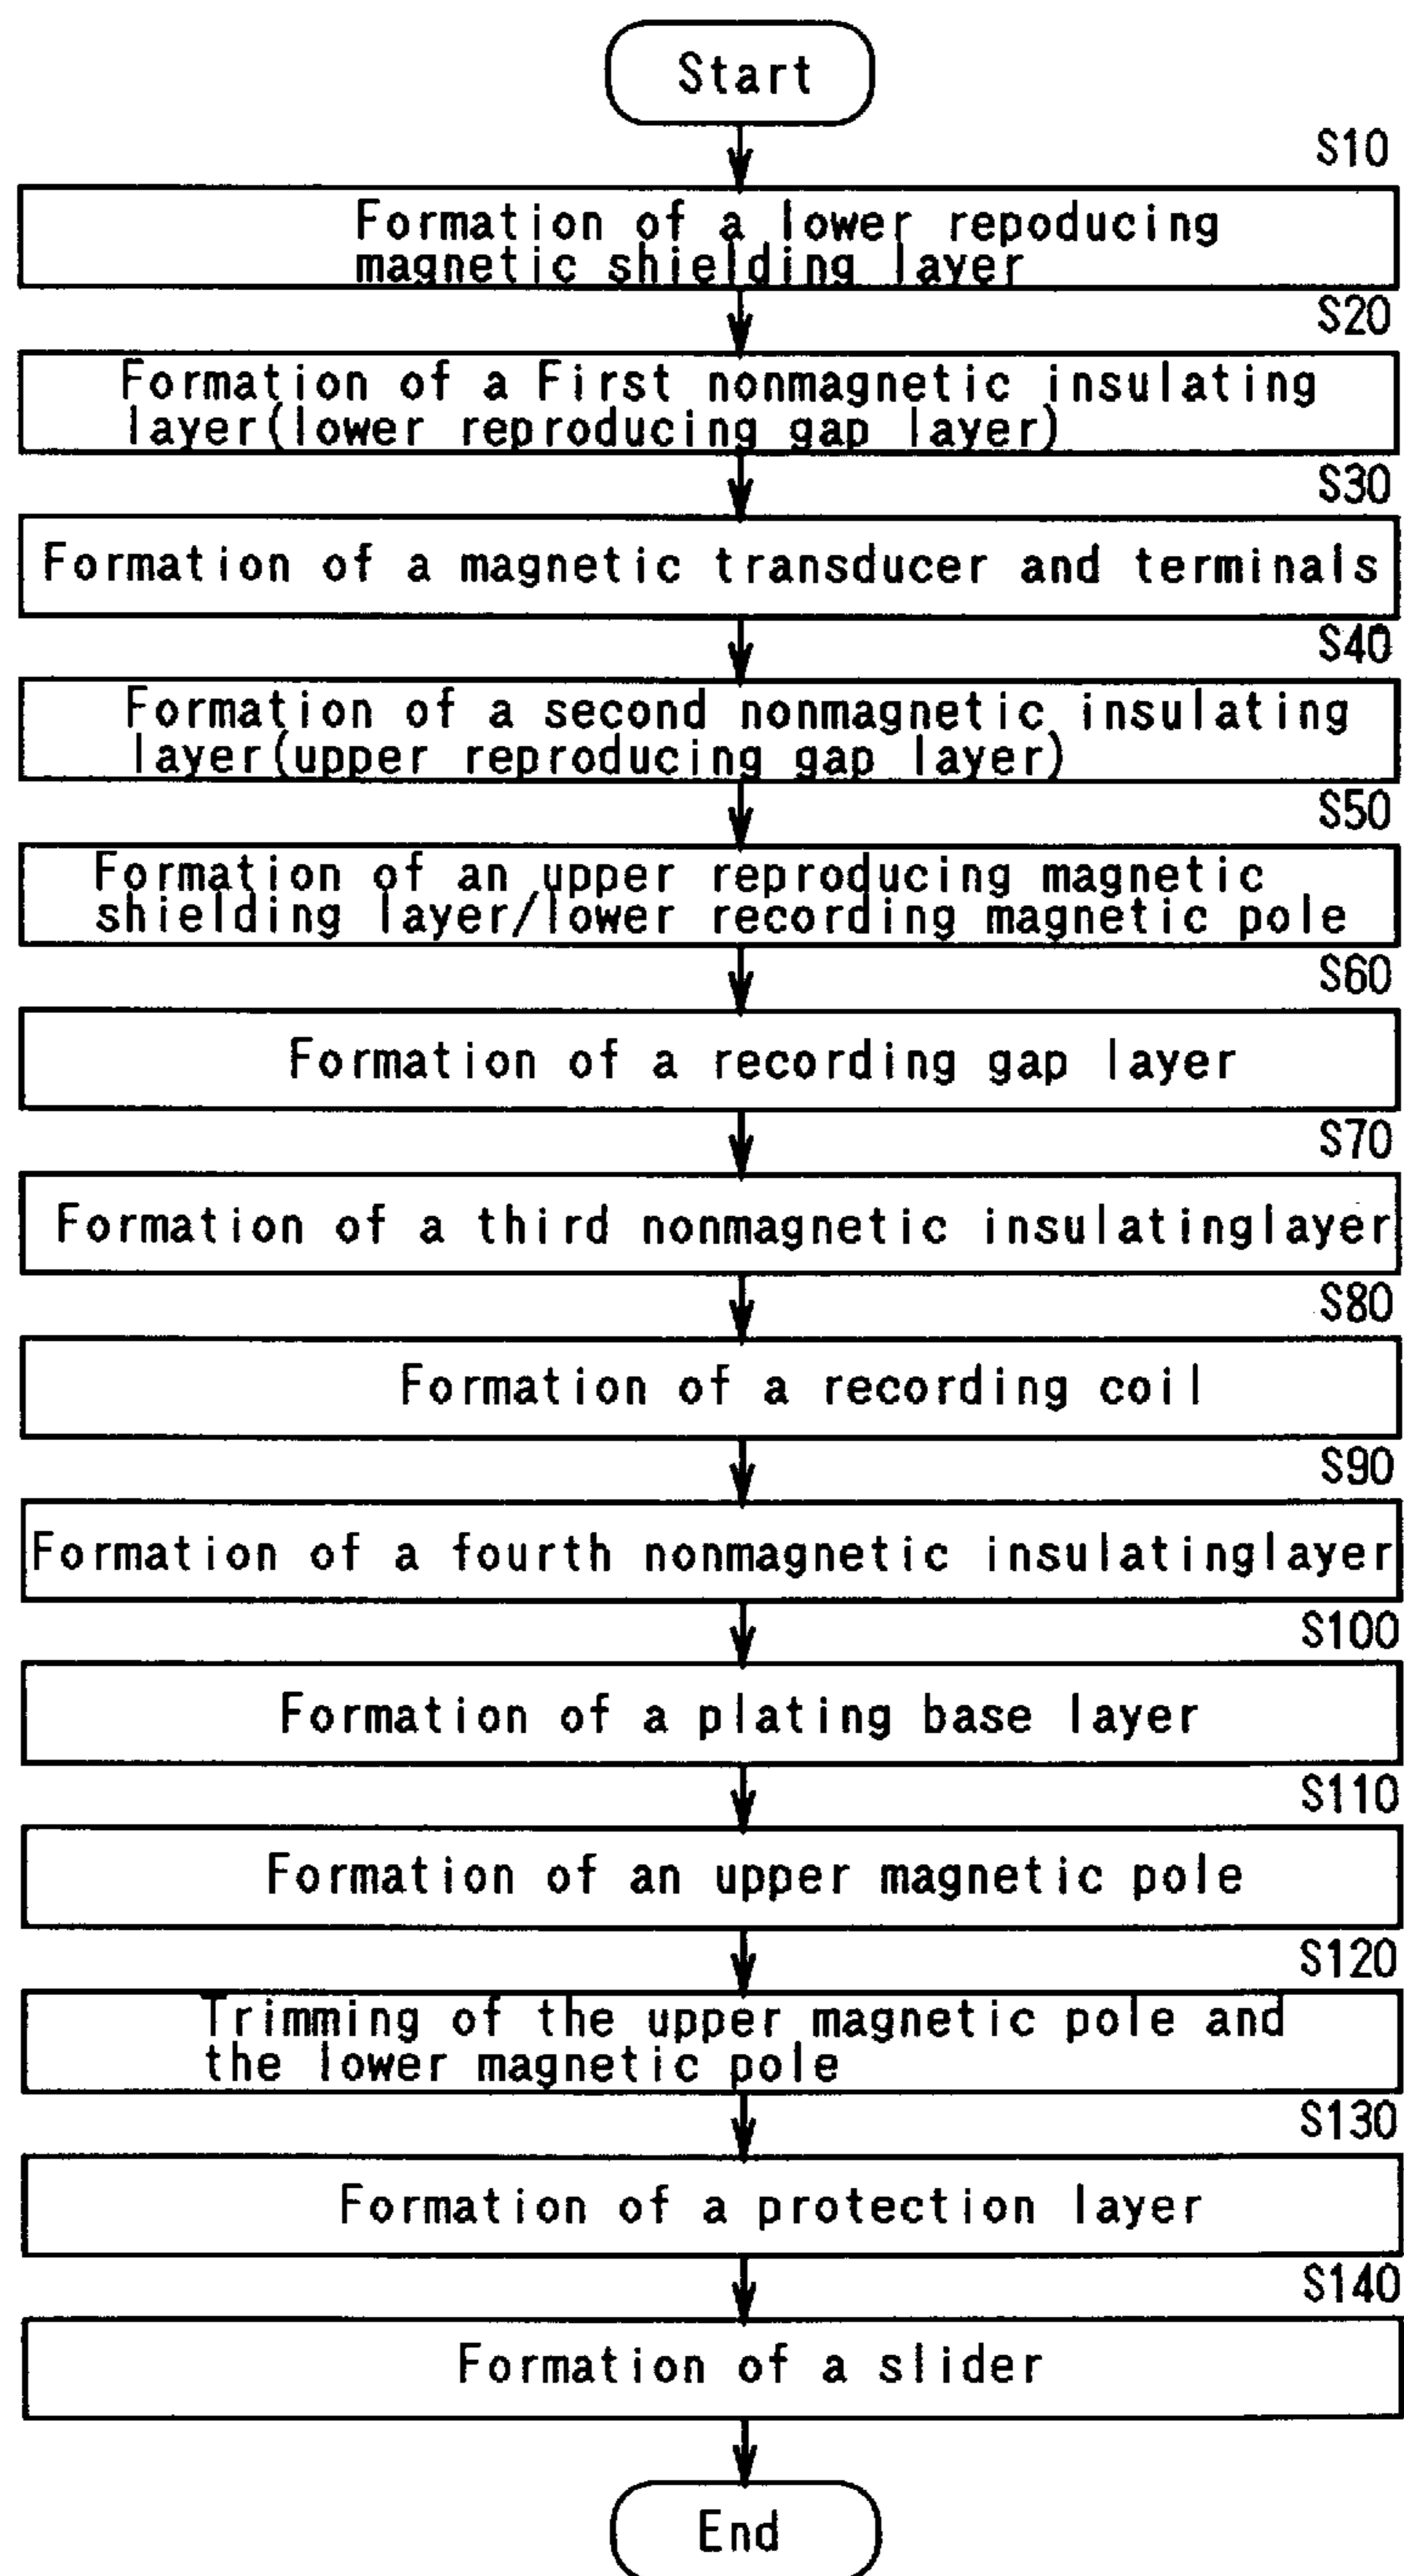 Start
S10
Formation of a lower repoducing
magnetic shielding layer
S20
Formation of a First nonmagnetic insulating
layer(lower reproducing gap layer)
S30
Formation of a magnetic transducer and terminals
S40
Formation of a second nonmagnetic insulating
layer(upper reproducing gap layer)
S50
Formation of an upper reproducing magnetic
shielding layer/lower recording magnetic pole
S60
Formation of a recording gap layer
S70
Formation of a third nonmagnetic insulatinglayer
S80
Formation of a recording coil
S90
Formation of a fourth nonmagnetic insulatinglayer
S100
Formation of a plating base layer
S110
Formation of an upper magnetic pole
S120
Trimming of the upper magnetic pole and
the lower magnetic pole
S130
Formation of a protection layer
S140
Formation of a slider
End